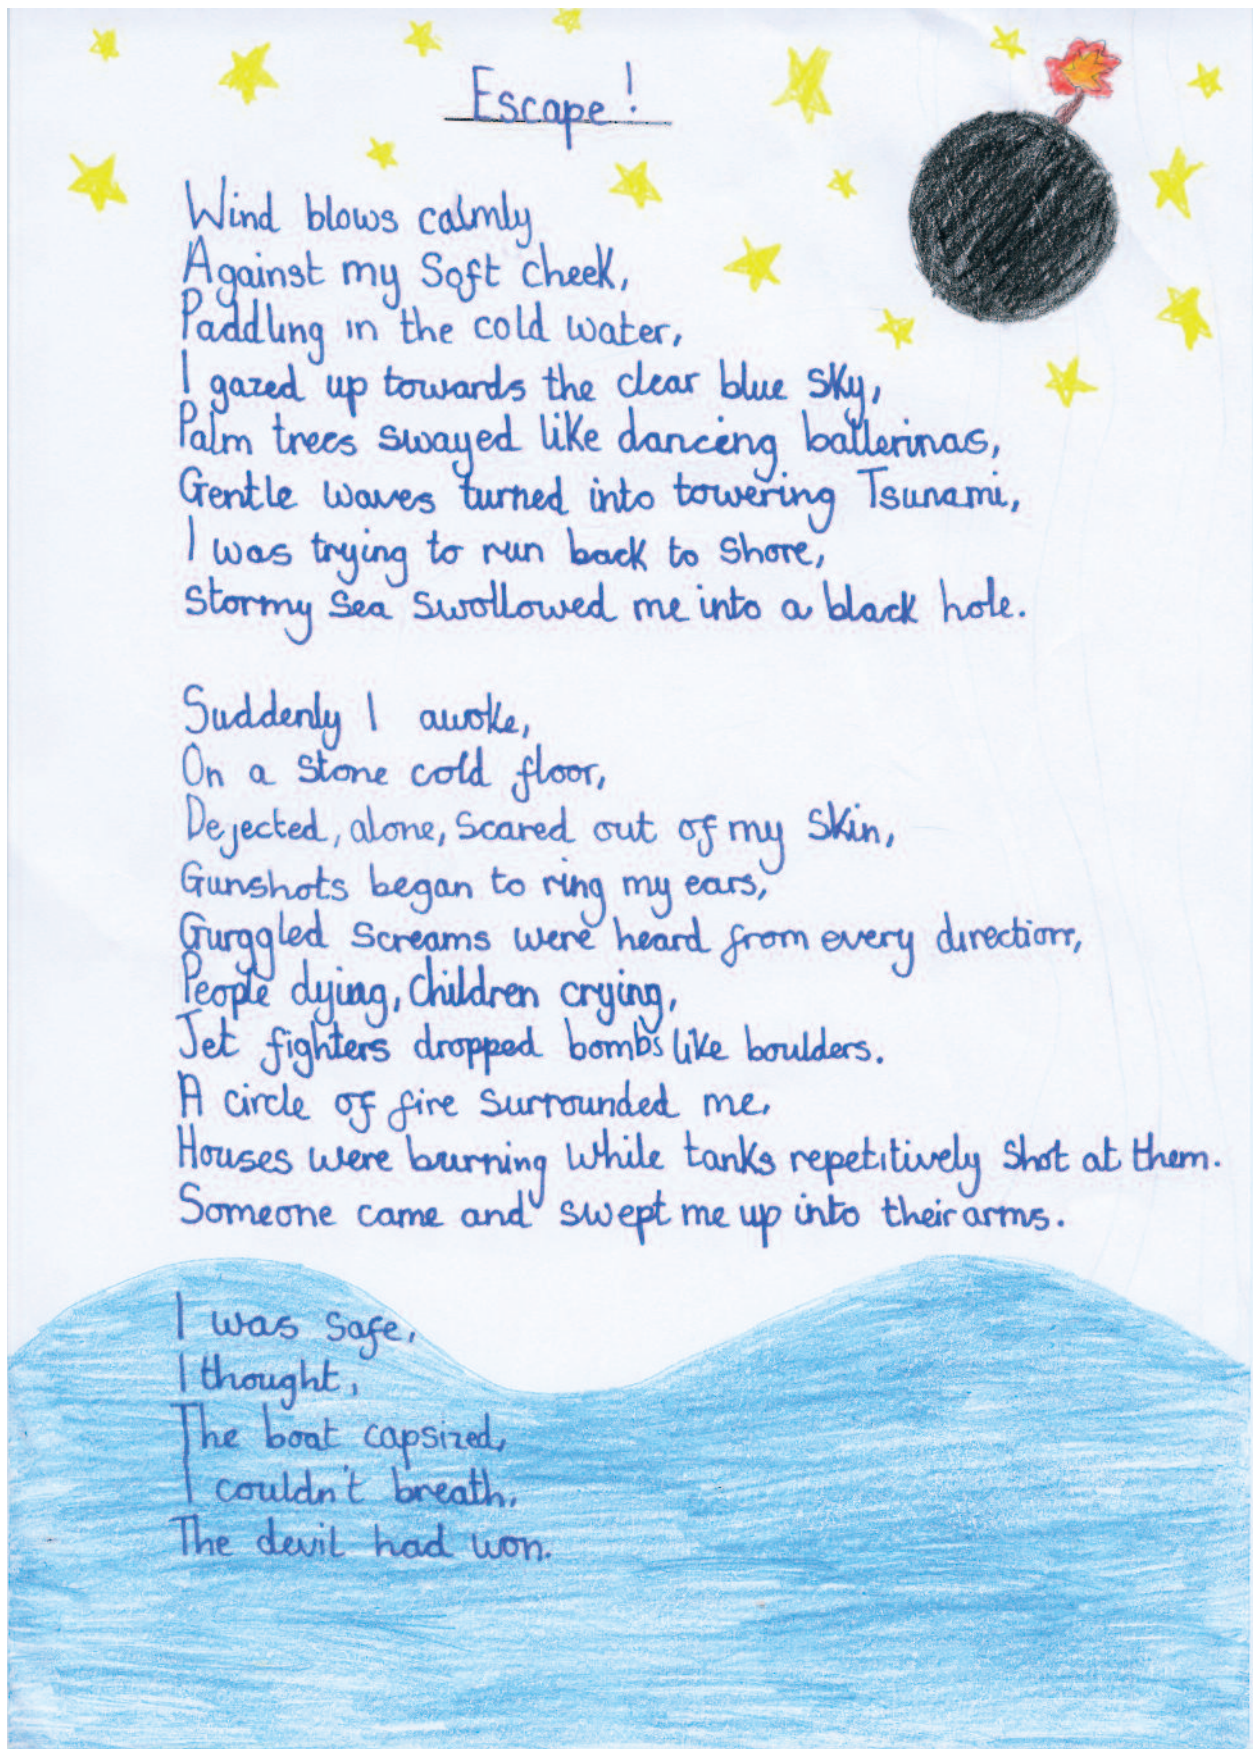 Escape!
Wind blows calmly
Against my Soft cheek,
Paddling in the cold water,
I gazed up towards the clear blue sky,
Palm trees swayed like dancing ballerinas,
Gentle waves turned into towering Tsunami,
I was trying to run back to shore,
stormy sea swollowed me into a black hole.
Suddenly I awoke,
On a stone cold floor,
Dejected, alone, scared out of my skin,
Gunshots began to ring my ears,
Gurggled screams were heard from every direction,
People dying, children crying,
Jet fighters dropped bombs like boulders.
A circle of fire surrounded me,
Houses were burning while tanks repetitively shot at them.
Someone came and swept me up into their arms.
I was safe,
I thought,
The boat capsized,
I couldn't breath,
The devil had won.